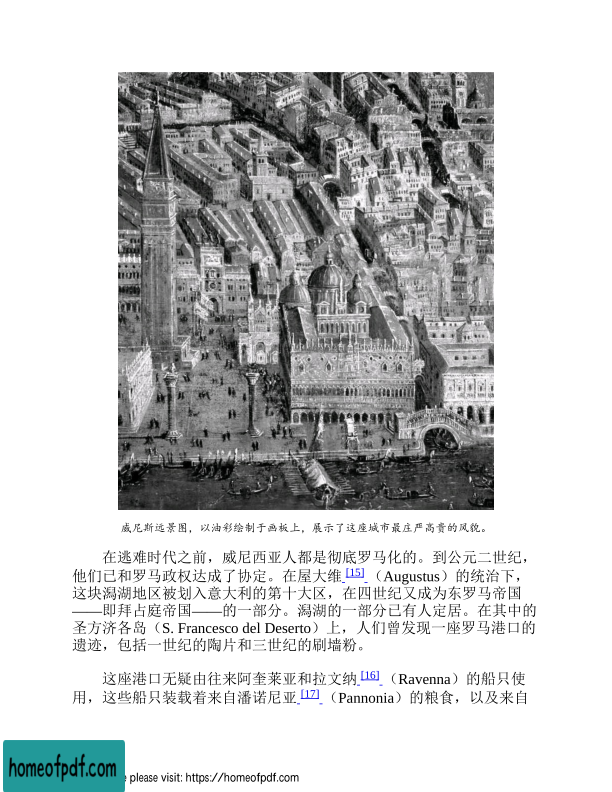 威尼斯远景图，以油彩绘制于画板上，展示了这座城市最庄严高贵的风貌。
在逃难时代之前，威尼西亚人都是彻底罗马化的。到公元二世纪，
他们已和罗马政权达成了协定。在屋大维[15]（Augustus）的统治下，
这块潟湖地区被划入意大利的第十大区，在四世纪又成为东罗马帝国
——即拜占庭帝国——的一部分。潟湖的一部分已有人定居。在其中的
圣方济各岛（S. Francesco del Deserto）上，人们曾发现一座罗马港口的
遗迹，包括一世纪的陶片和三世纪的刷墙粉。
这座港口无疑由往来阿奎莱亚和拉文纳[16]（Ravenna）的船只使
用，这些船只装载着来自潘诺尼亚[17]（Pannonia）的粮食，以及来自
homeofpdf.com
please visit: https://homeofpdf.com